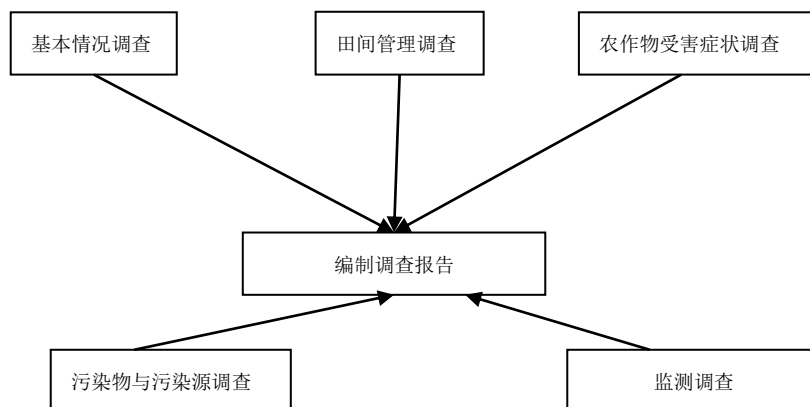 基本情况调查
田间管理调查
农作物受害症状调查
编制调查报告
污染物与污染源调查
监测调查